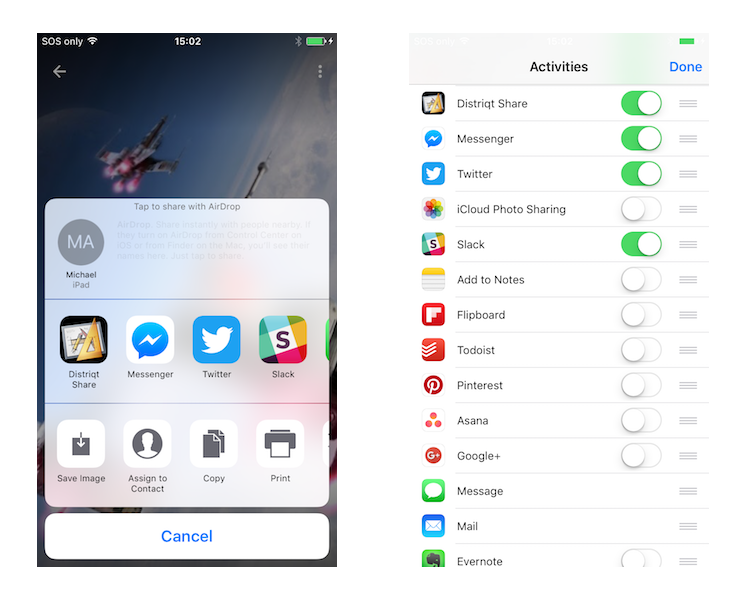 SOS only
15:02
Tap to share with AirDrop
MA
AirDrop. Share instantly with people nearby. If
they turn on AirDrop from Control Center on
iOS or from Finder on the Mac, you'll see their
names here. Just tap to share.
Michael
iPad
Distriqt
Share
Messenger
Twitter
Slack
Save Image
Assign to
Contact
Copy
Print
Cancel
SOS only
15:02
Activities
Done
Distriqt Share
Messenger
Twitter
iCloud Photo Sharing
Slack
Add to Notes
Flipboard
Todoist
Pinterest
Asana
Google+
Message
Mail
Evernote